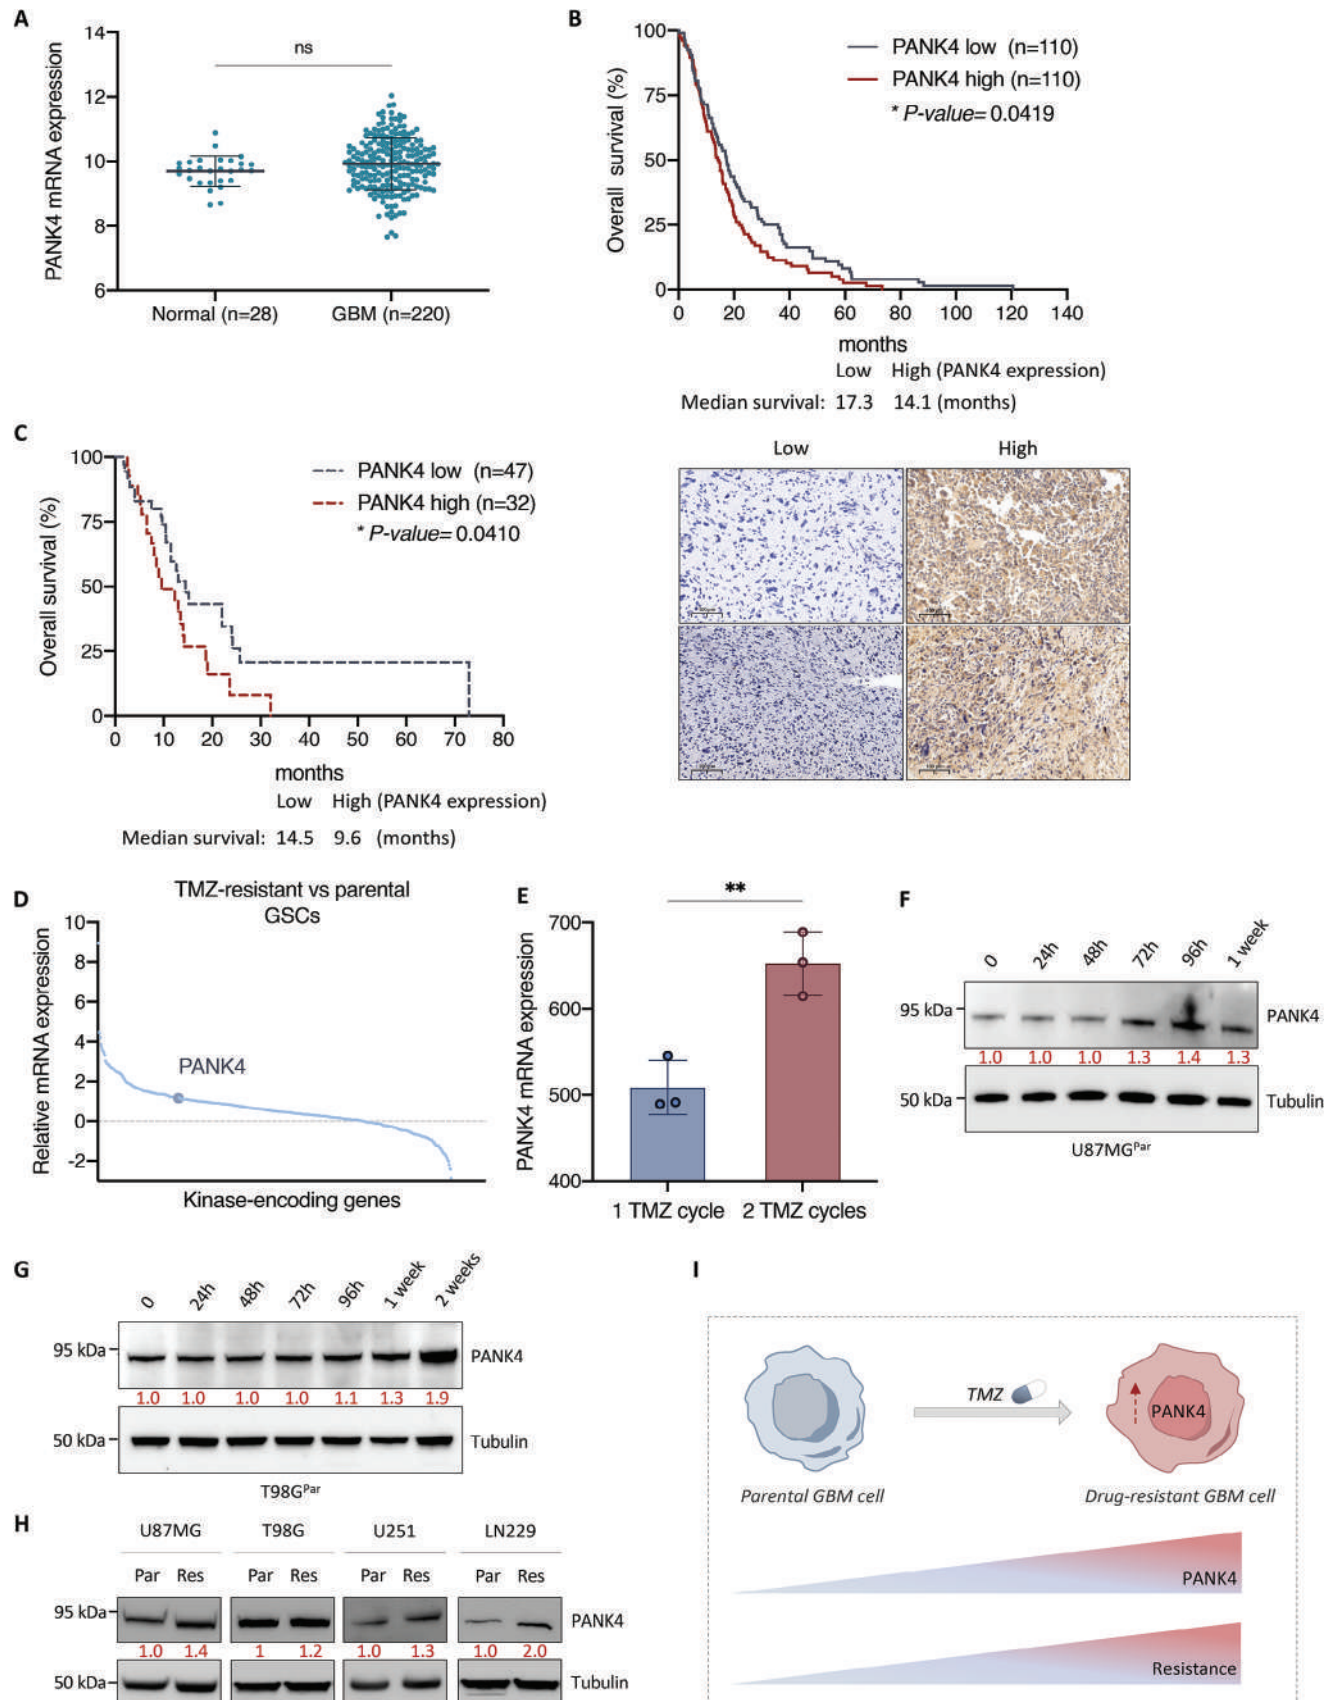 A
PANK4 mRNA expression
14
12
10
8
6
ns
Normal (n=28)
GBM (n=220)
B
Overall survival (%)
100
75
50
25
0
PANK4 low (n=110)
PANK4 high (n=110)
* P-value= 0.0419
0 20 40 60 80 100 120 140
months
Low High (PANK4 expression)
Median survival: 17.3 14.1 (months)
C
Overall survival (%)
100
75
50
25
0
PANK4 low (n=47)
PANK4 high (n=32)
* P-value= 0.0410
0 10 20 30 40 50 60 70 80
months
Low High (PANK4 expression)
Median survival: 14.5 9.6 (months)
Low High
D
TMZ-resistant vs parental
GSCs
Relative mRNA expression
10
8
6
4
2
0
-2
PANK4
Kinase-encoding genes
E
PANK4 mRNA expression
700
600
500
400
**
1 TMZ cycle 2 TMZ cycles
F
0 24h 48h 72h 96h 1 week
95 kDa
PANK4
1.0 1.0 1.0 1.3 1.4 1.3
50 kDa
Tubulin
U87MGPar
G
0 24h 48h 72h 96h 1 week 2 weeks
95 kDa
PANK4
1.0 1.0 1.0 1.0 1.1 1.3 1.9
50 kDa
Tubulin
T98GPar
H
U87MG T98G U251 LN229
Par Res Par Res Par Res Par Res
95 kDa
PANK4
1.0 1.4 1 1.2 1.0 1.3 1.0 2.0
50 kDa
Tubulin
I
TMZ
PANK4
Parental GBM cell
Drug-resistant GBM cell
PANK4
Resistance